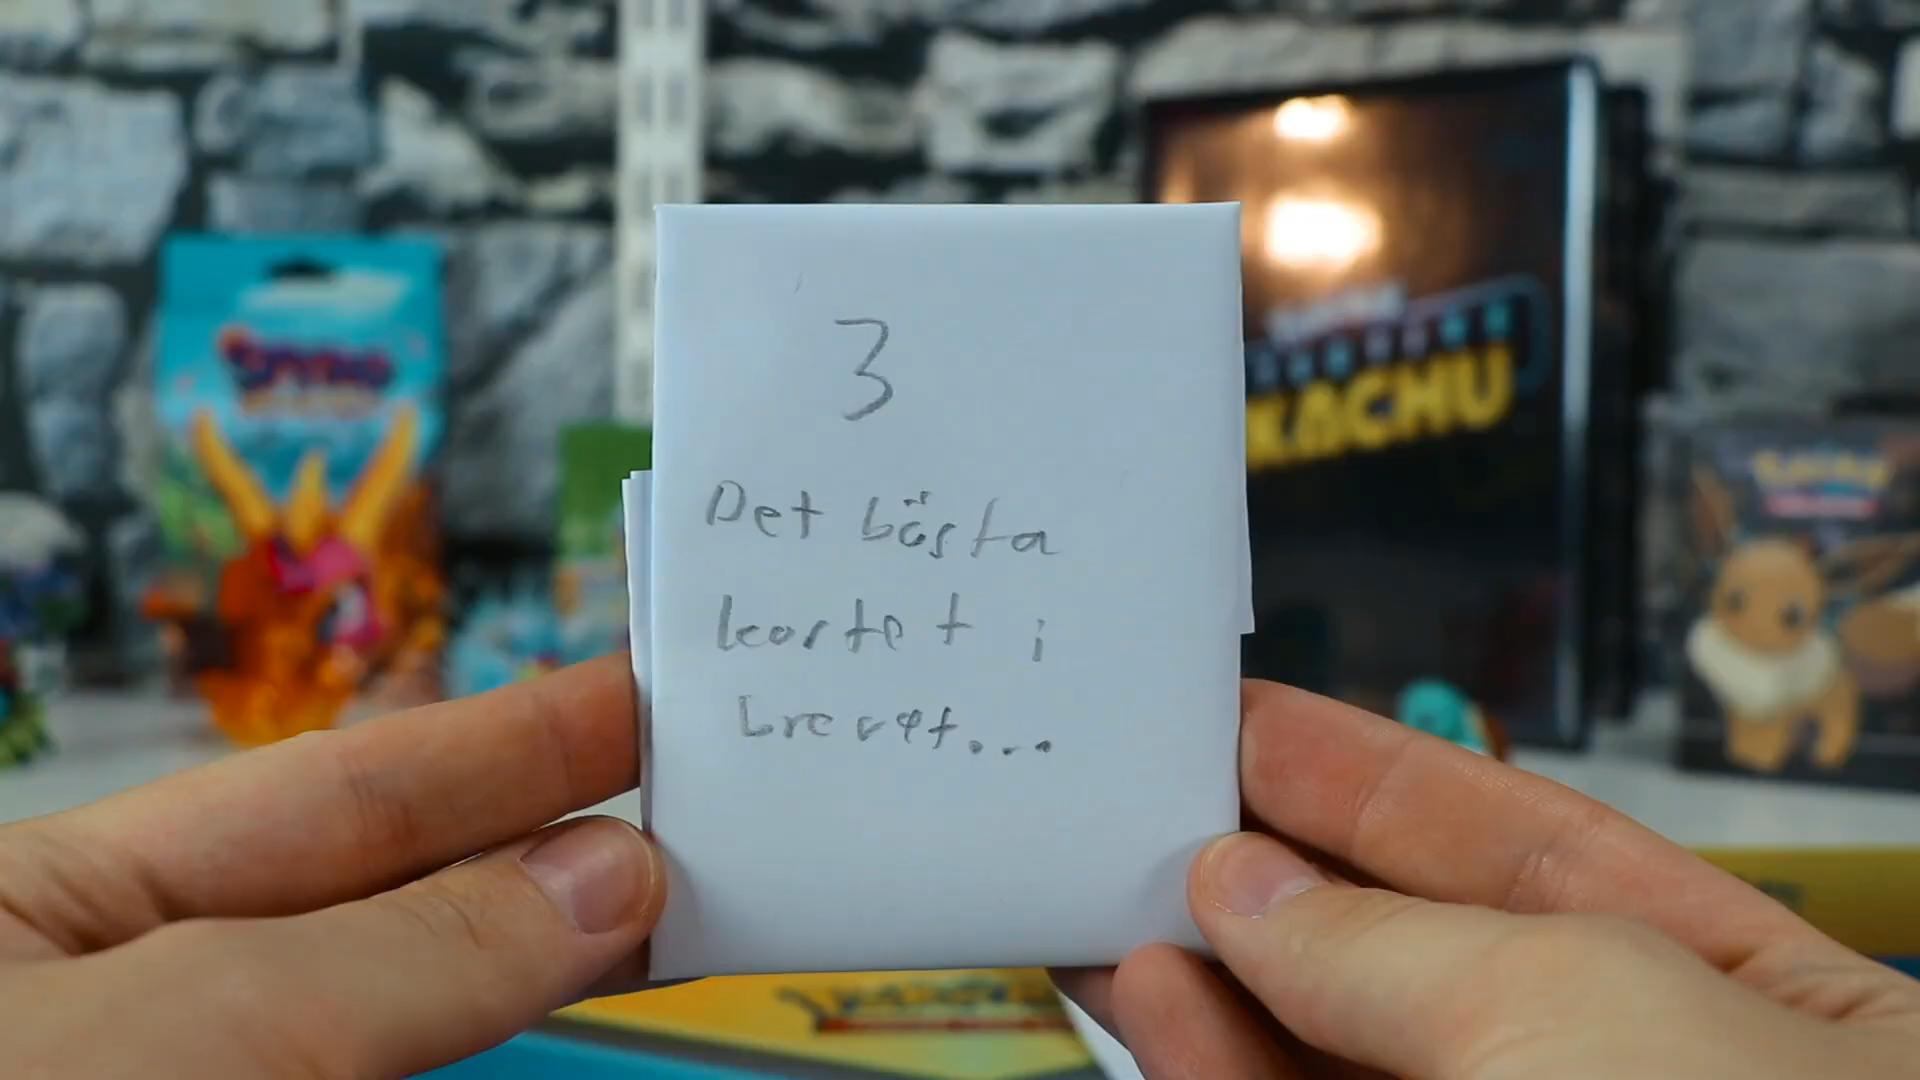 3
Det bästa
kortet i
brevet...
KACHU